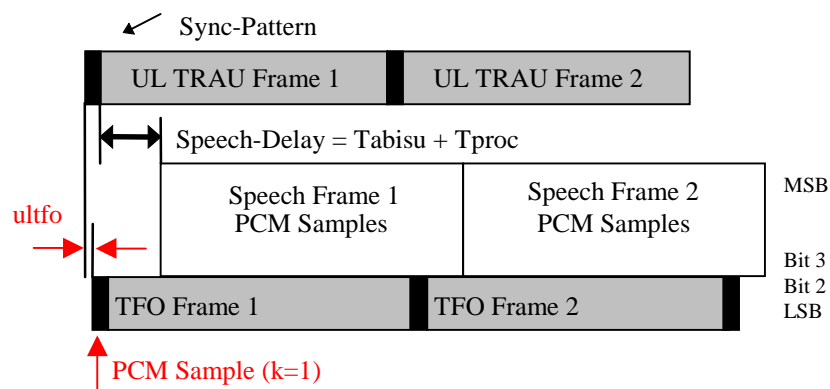 Sync-Pattern
UL TRAU Frame 1
UL TRAU Frame 2
Speech-Delay = Tabisu + Tproc
Speech Frame 1
PCM Samples
Speech Frame 2
PCM Samples
MSB
ultfo
Bit 3
Bit 2
LSB
TFO Frame 1
TFO Frame 2
PCM Sample (k=1)